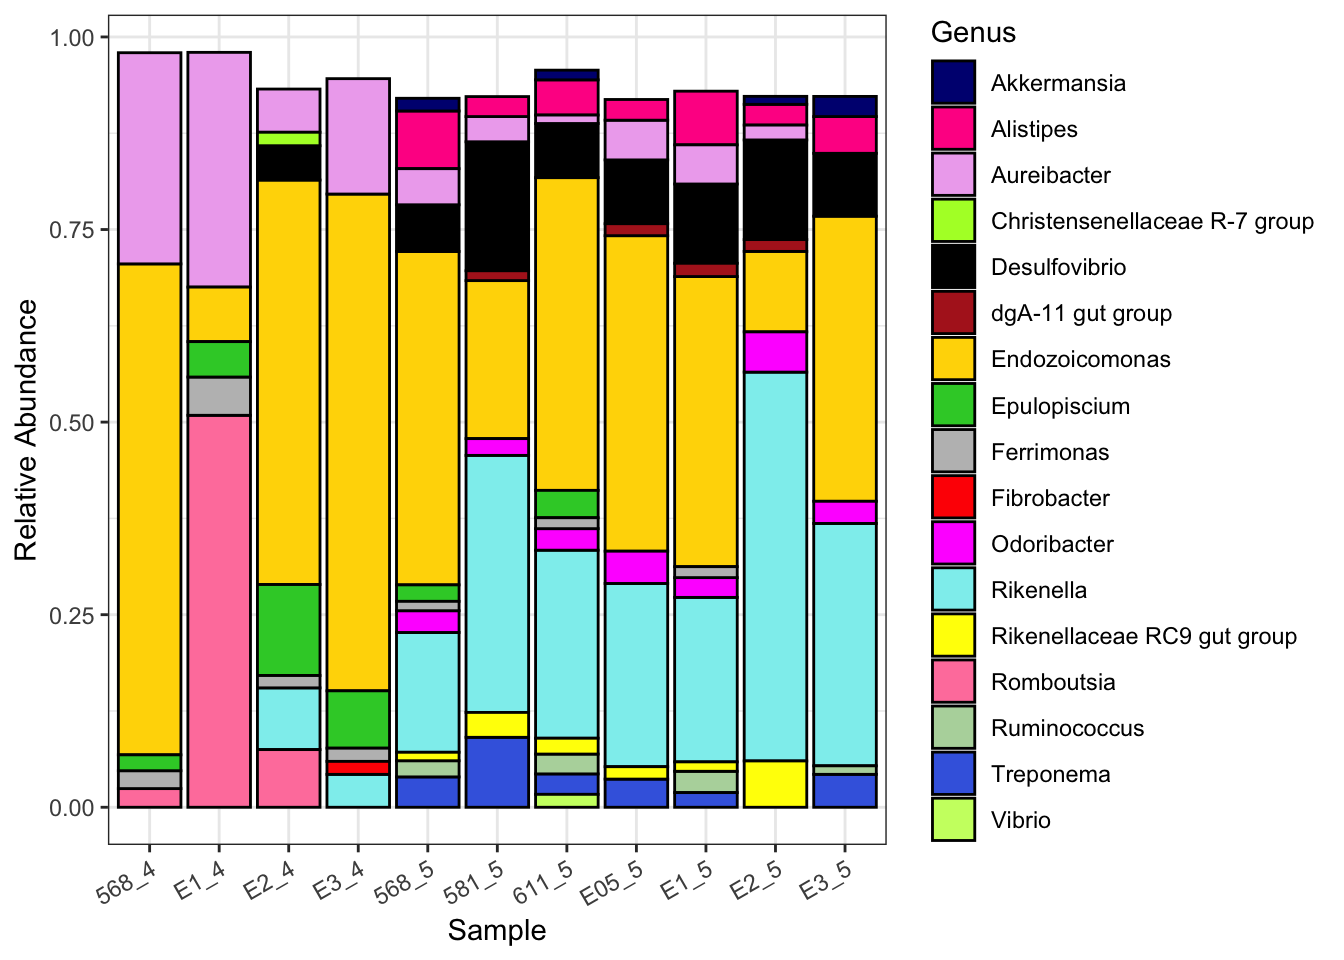 1.00
0.75
0.50
0.25
0.00
Relative Abundance
568_4
E1_4
E2_4
E3_4
568_5
581_5
611_5
E05_5
E1_5
E2_5
E3_5
Sample
Genus
Akkermansia
Alistipes
Aureibacter
Christensenellaceae R-7 group
Desulfovibrio
dgA-11 gut group
Endozoicomonas
Epulopiscium
Ferrimonas
Fibrobacter
Odoribacter
Rikenella
Rikenellaceae RC9 gut group
Romboutsia
Ruminococcus
Treponema
Vibrio